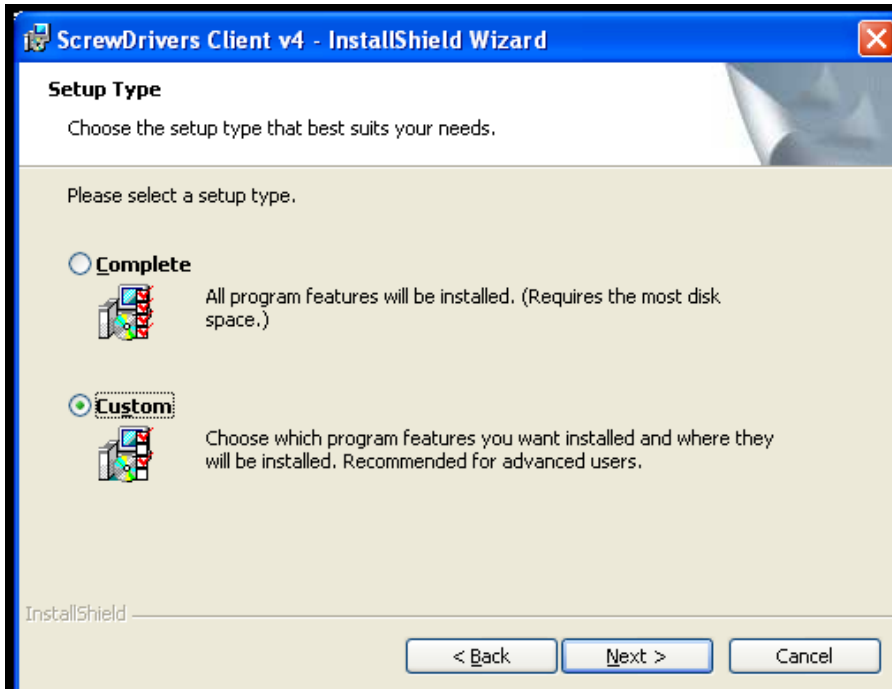 ScrewDrivers Client v4 - InstallShield Wizard
Setup Type
Choose the setup type that best suits your needs.
Please select a setup type.
Complete
All program features will be installed. (Requires the most disk
space.)
Custom
Choose which program features you want installed and where they
will be installed. Recommended for advanced users.
InstallShield
< Back
Next >
Cancel